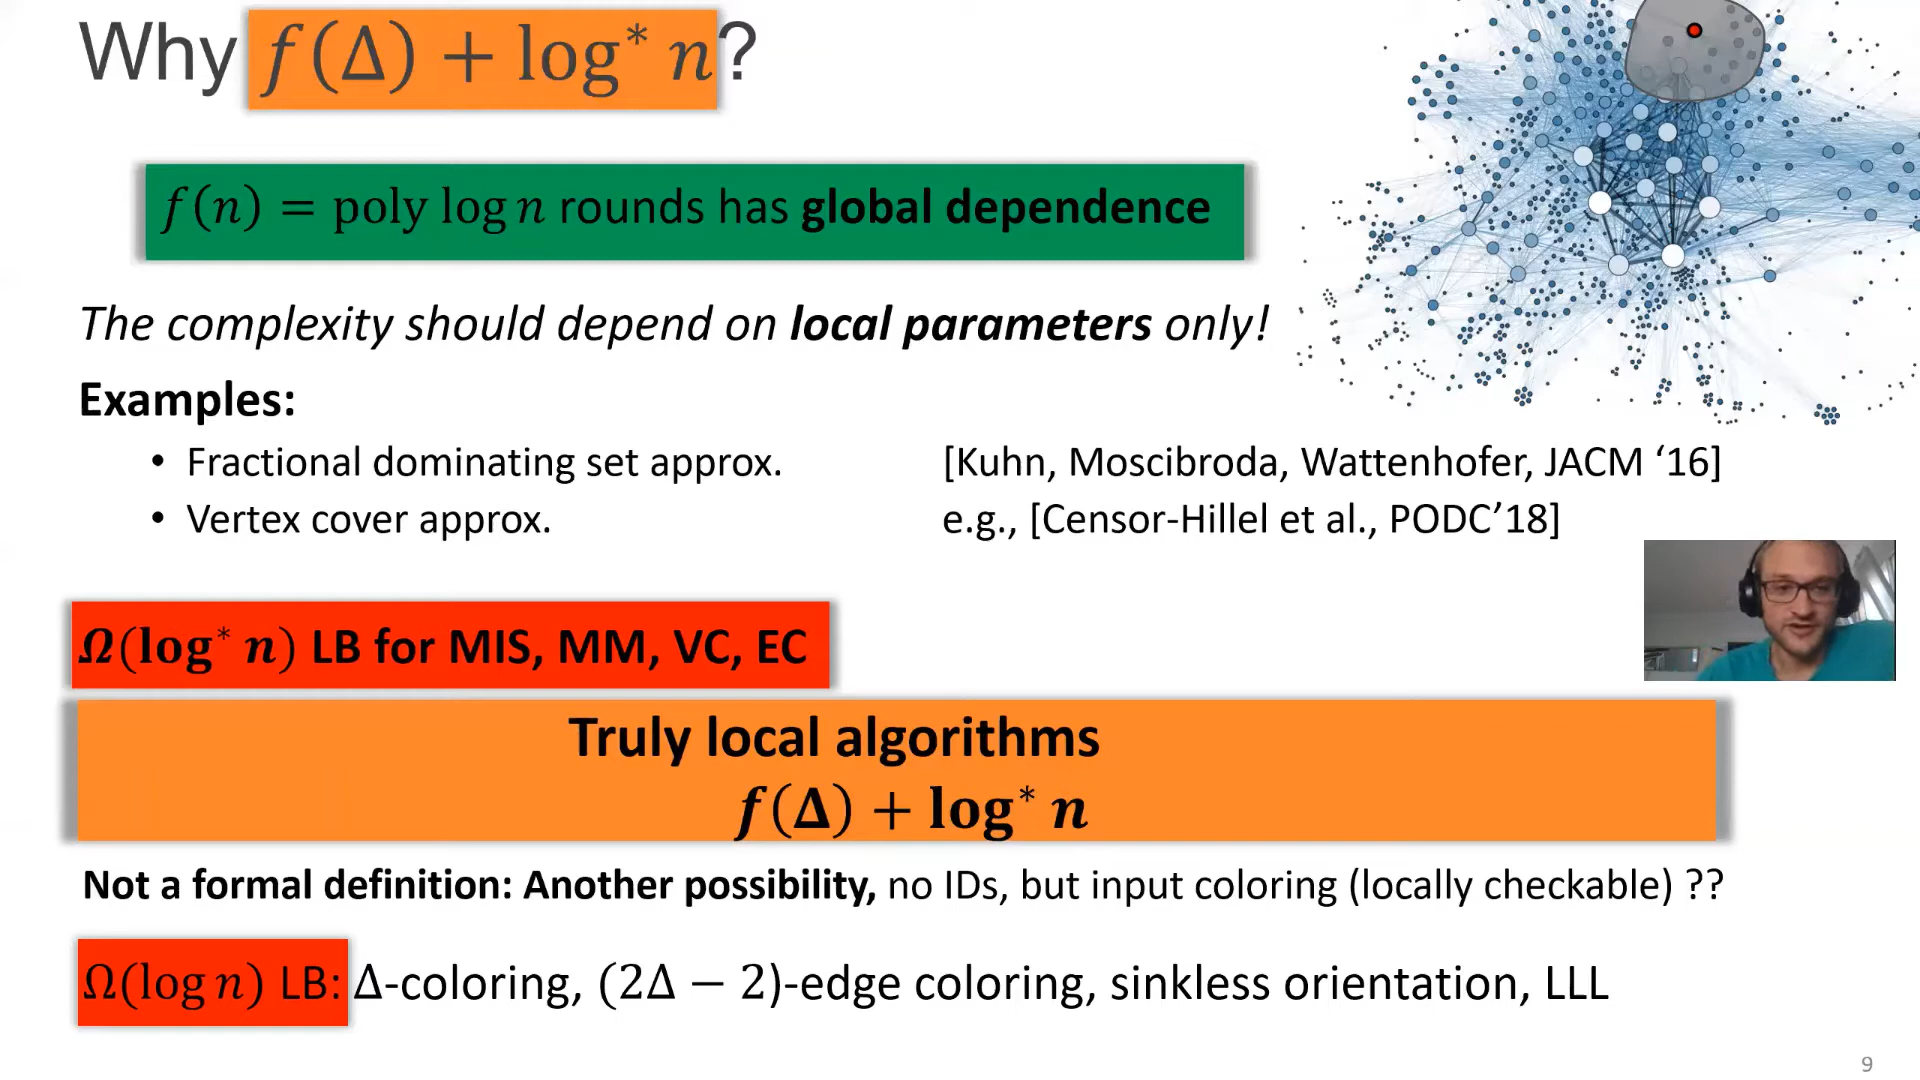 Why f(Δ) + log* n?
f(n) = poly log n rounds has global dependence
The complexity should depend on local parameters only!
Examples:
• Fractional dominating set approx. [Kuhn, Moscibroda, Wattenhofer, JACM ‘16]
• Vertex cover approx. e.g., [Censor-Hillel et al., PODC’18]
Ω(log* n) LB for MIS, MM, VC, EC
Truly local algorithms
f(Δ) + log* n
Not a formal definition: Another possibility, no IDs, but input coloring (locally checkable) ??
Ω(log n) LB: Δ-coloring, (2Δ − 2)-edge coloring, sinkless orientation, LLL
9